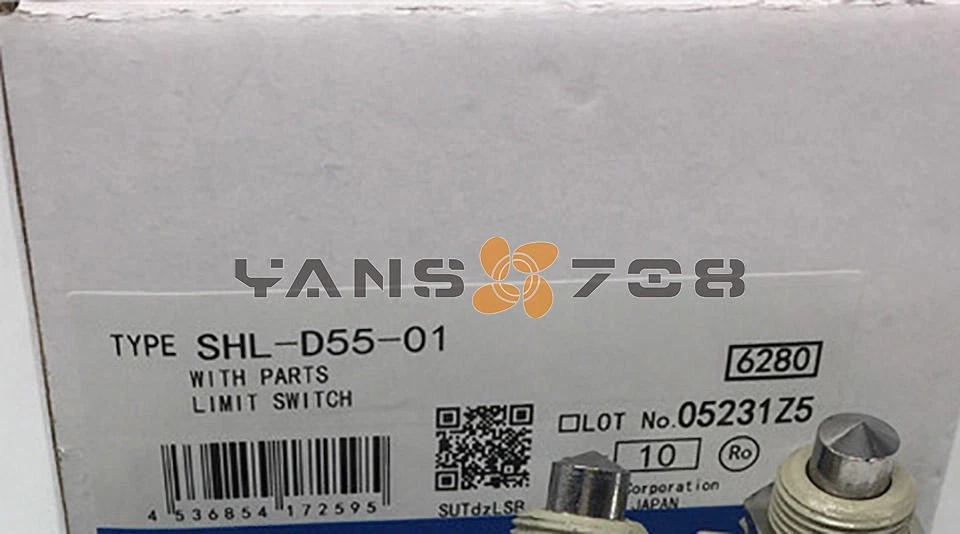 YANS 708
TYPE SHL-D55-01
WITH PARTS
LIMIT SWITCH
6280
LOT No. 05231Z5
10 Ro
4 536854 172595
SUTdzLSB
Corporation
JAPAN